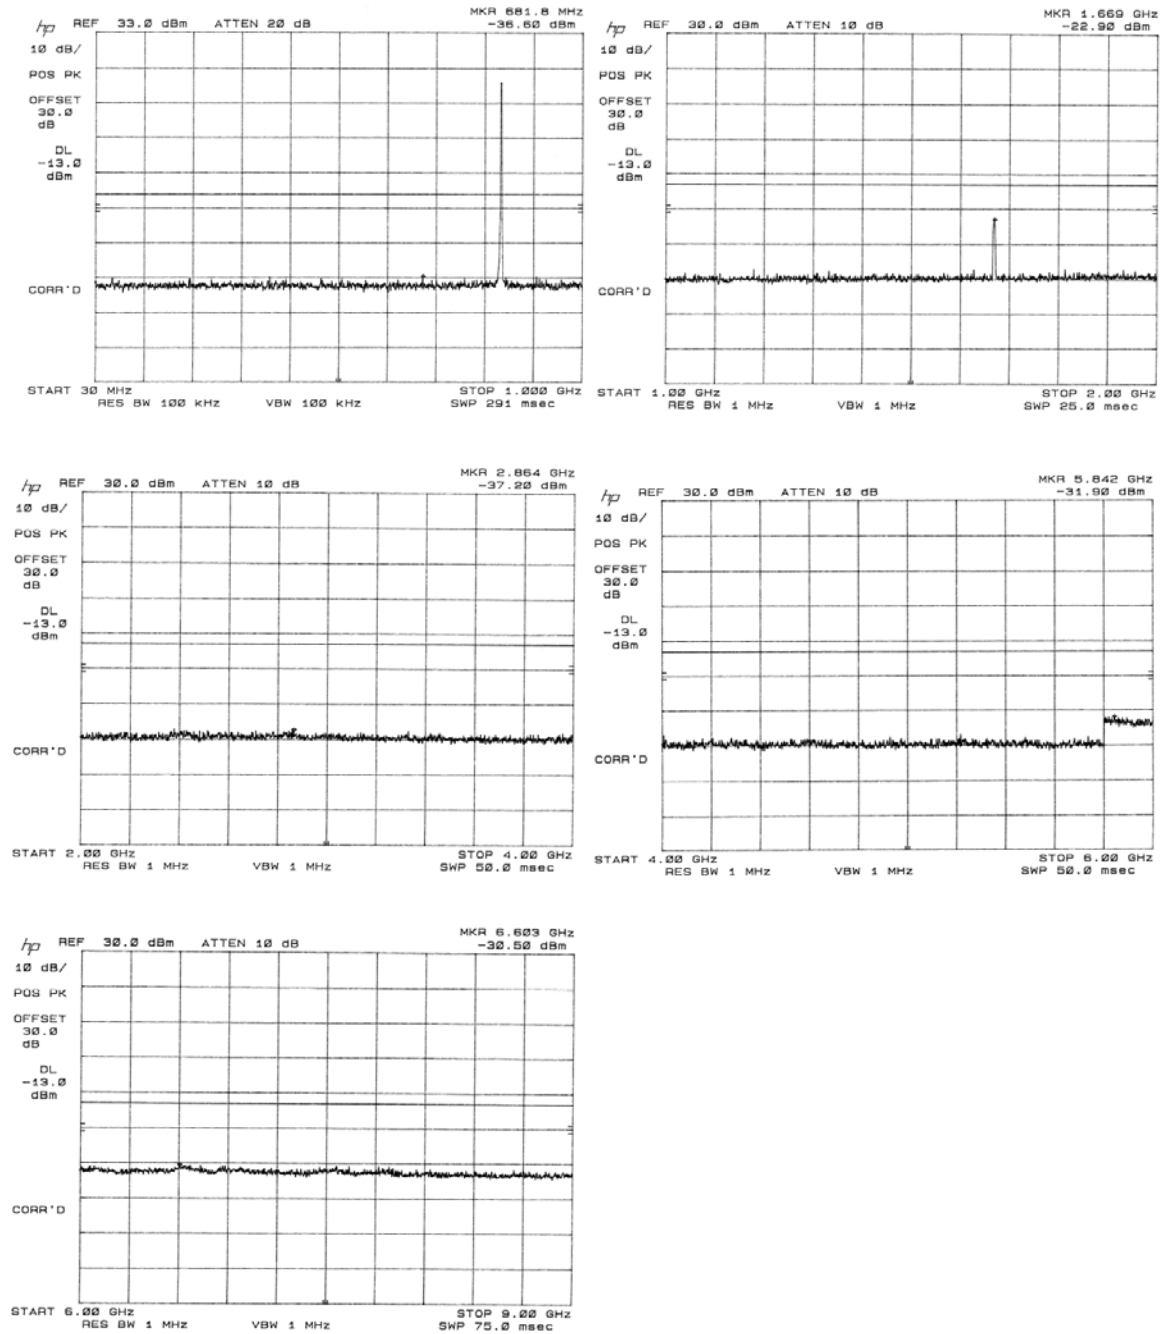 MKR 681.8 MHz
hp REF 33.0 dBm ATTEN 20 dB -36.60 dBm
10 dB/
POS PK
OFFSET
30.0
dB
DL
-13.0
dBm
CORR'D
START 30 MHz STOP 1.000 GHz
RES BW 100 kHz VBW 100 kHz SWP 291 msec
MKR 1.669 GHz
hp REF 30.0 dBm ATTEN 10 dB -22.90 dBm
10 dB/
POS PK
OFFSET
30.0
dB
DL
-13.0
dBm
CORR'D
START 1.00 GHz STOP 2.00 GHz
RES BW 1 MHz VBW 1 MHz SWP 25.0 msec
MKR 2.864 GHz
hp REF 30.0 dBm ATTEN 10 dB -37.20 dBm
10 dB/
POS PK
OFFSET
30.0
dB
DL
-13.0
dBm
CORR'D
START 2.00 GHz STOP 4.00 GHz
RES BW 1 MHz VBW 1 MHz SWP 50.0 msec
MKR 5.842 GHz
hp REF 30.0 dBm ATTEN 10 dB -31.90 dBm
10 dB/
POS PK
OFFSET
30.0
dB
DL
-13.0
dBm
CORR'D
START 4.00 GHz STOP 6.00 GHz
RES BW 1 MHz VBW 1 MHz SWP 50.0 msec
MKR 6.603 GHz
hp REF 30.0 dBm ATTEN 10 dB -30.50 dBm
10 dB/
POS PK
OFFSET
30.0
dB
DL
-13.0
dBm
CORR'D
START 6.00 GHz STOP 9.00 GHz
RES BW 1 MHz VBW 1 MHz SWP 75.0 msec